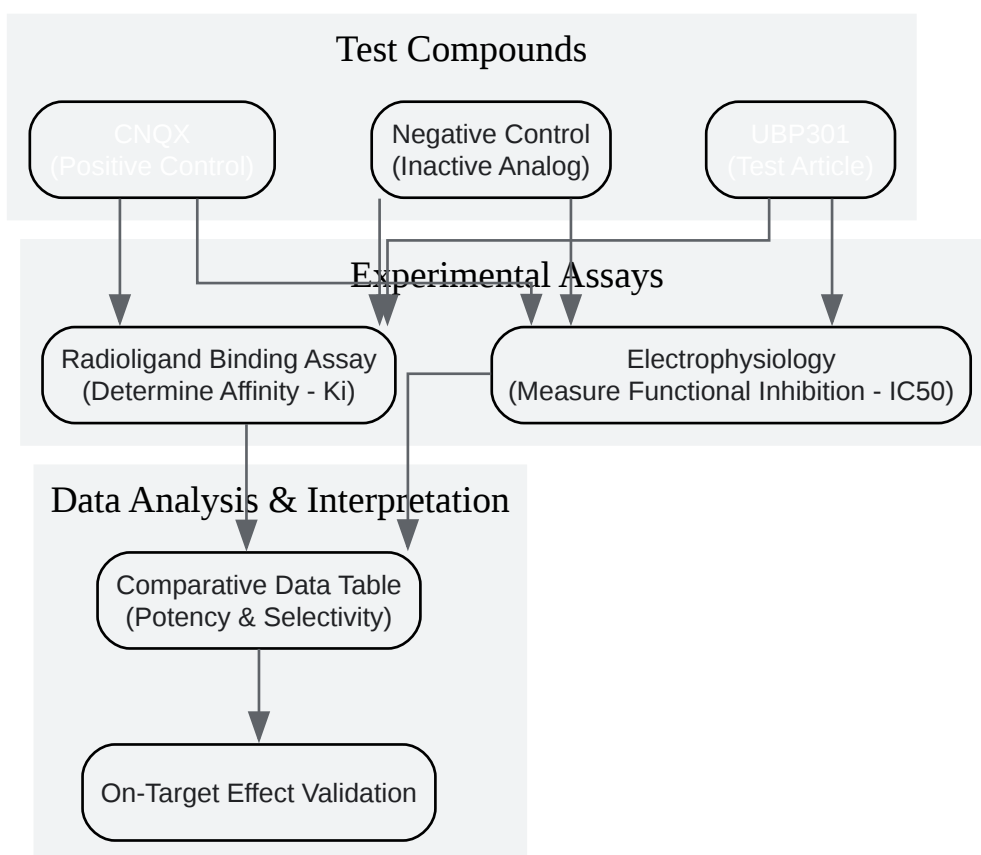 Test Compounds
CNQX
(Positive Control)
Negative Control
(Inactive Analog)
UBP301
(Test Article)
Experimental Assays
Radioligand Binding Assay
(Determine Affinity - Ki)
Electrophysiology
(Measure Functional Inhibition - IC50)
Data Analysis & Interpretation
Comparative Data Table
(Potency & Selectivity)
On-Target Effect Validation